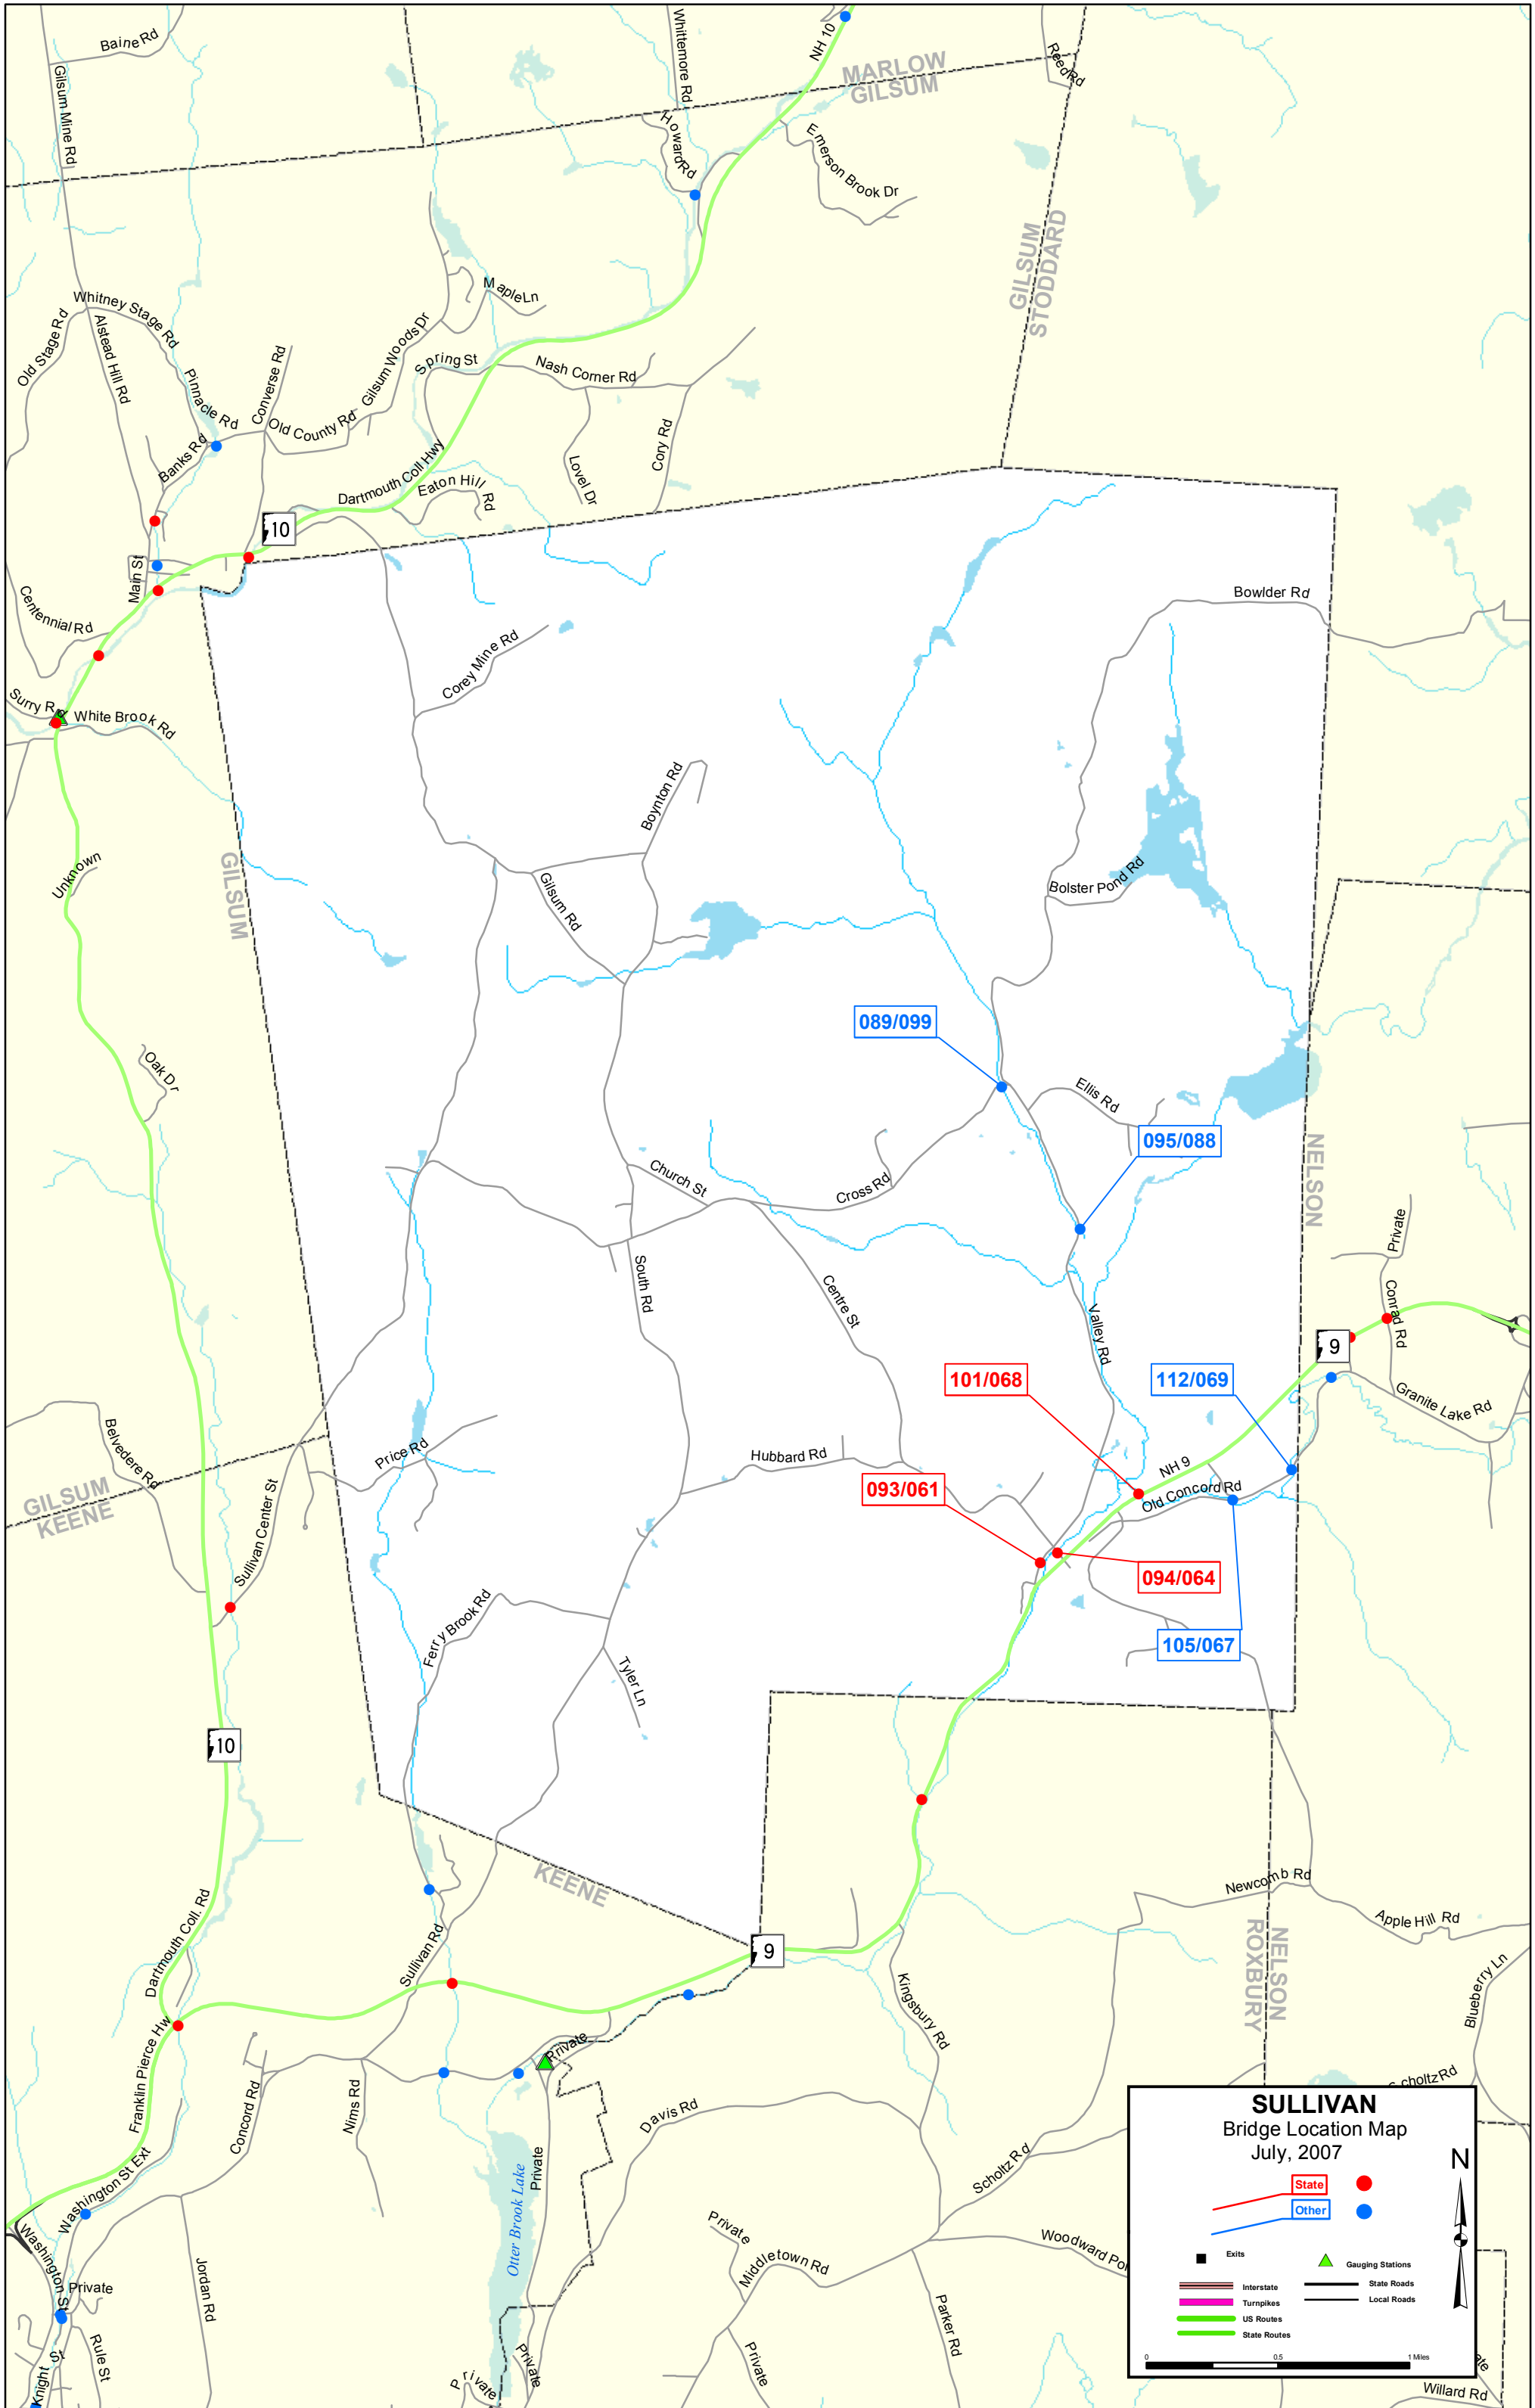 Baine Rd
Gilsum Mine Rd
Whittemore Rd
NH 10
MARLOW
GILSUM
Reed Rd
Howard Rd
Emerson Brook Dr
GILSUM
STODDARD
Maple Ln
Whitney Stage Rd
Old Stage Rd
Alstead Hill Rd
Pinnacle Rd
Converse Rd
Gilsum Woods Dr
Old County Rd
Spring St
Nash Corner Rd
Banks Rd
Dartmouth Coll Hwy
Eaton Hill Rd
Lovel Dr
Cory Rd
10
Main St
Centennial Rd
Bowlder Rd
Corey Mine Rd
Surry Rd
White Brook Rd
Boynton Rd
Unknown
GILSUM
Gilsum Rd
Bolster Pond Rd
089/099
Oak Dr
Ellis Rd
095/088
NELSON
Church St
Cross Rd
Private
South Rd
Centre St
Valley Rd
Conrad Rd
9
101/068
112/069
Granite Lake Rd
Belvedere Rd
Price Rd
Hubbard Rd
NH 9
GILSUM
KEENE
093/061
Old Concord Rd
Sullivan Center St
094/064
Ferry Brook Rd
105/067
Tyler Ln
10
KEENE
Newcomb Rd
Apple Hill Rd
Dartmouth Coll. Rd
Sullivan Rd
9
NELSON
ROXBURY
Blueberry Ln
Kingsbury Rd
Franklin Pierce Hw
Private
Concord Rd
Nims Rd
Davis Rd
Private
Otter Brook Lake
Scholtz Rd
Washington St Ext
Washington St
Private
Jordan Rd
Rule St
Knight St
Private
Middletown Rd
Woodward Po
Parker Rd
Private
Private
Private
Willard Rd
SULLIVAN
Bridge Location Map
July, 2007
N
State
Other
Exits
Gauging Stations
Interstate
State Roads
Turnpikes
Local Roads
US Routes
State Routes
0 0.5 1 Miles